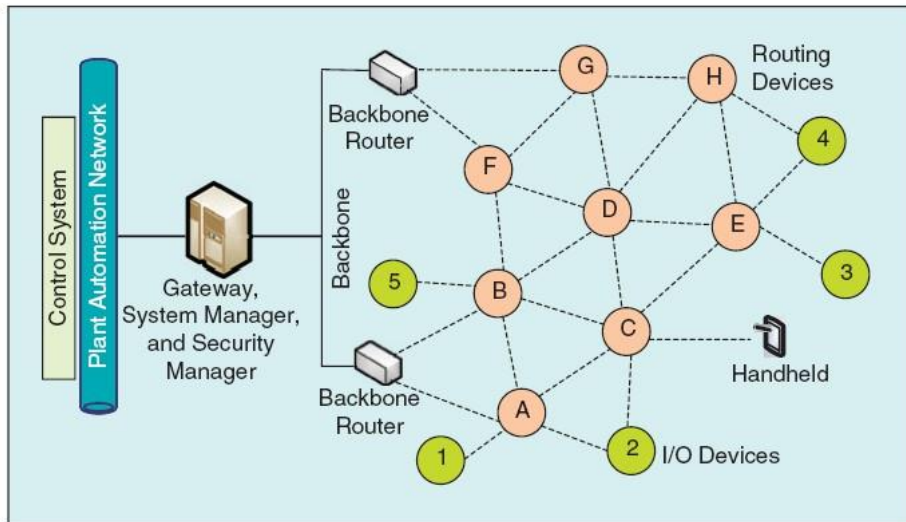 Control System
Plant Automation Network
Gateway,
System Manager,
and Security
Manager
Backbone
Backbone
Router
Backbone
Router
G
H
Routing
Devices
4
F
D
E
3
5
B
C
Handheld
A
1
2
I/O Devices